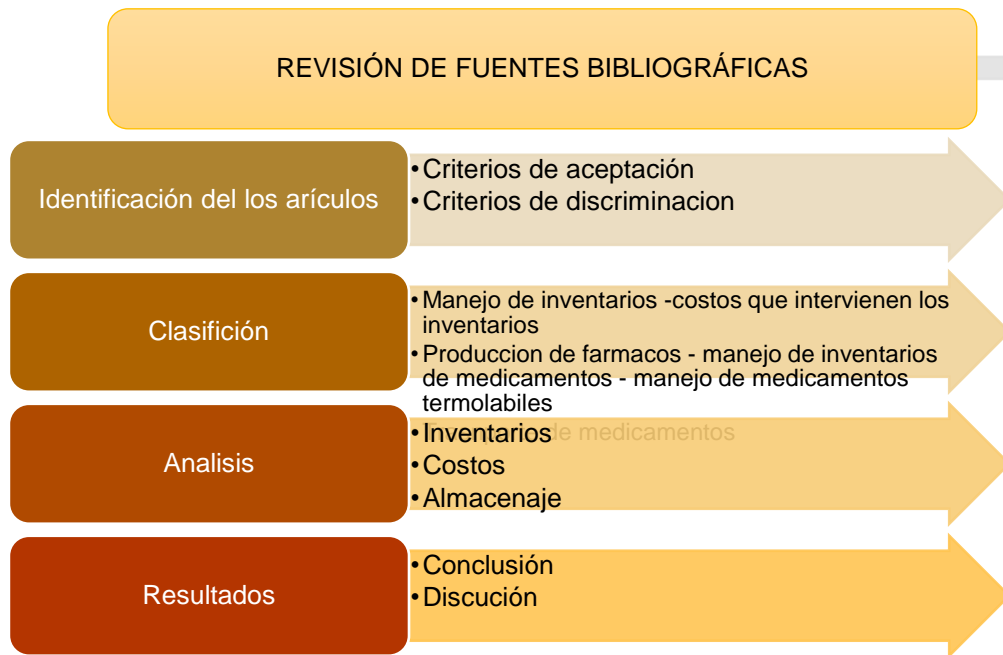 REVISIÓN DE FUENTES BIBLIOGRÁFICAS
Identificación del los arículos
•Criterios de aceptación
•Criterios de discriminacion
Clasifición
•Manejo de inventarios -costos que intervienen los
inventarios
•Produccion de farmacos - manejo de inventarios
de medicamentos - manejo de medicamentos
termolabiles
de medicamentos
Analisis
•Inventarios
•Costos
•Almacenaje
Resultados
•Conclusión
•Discución